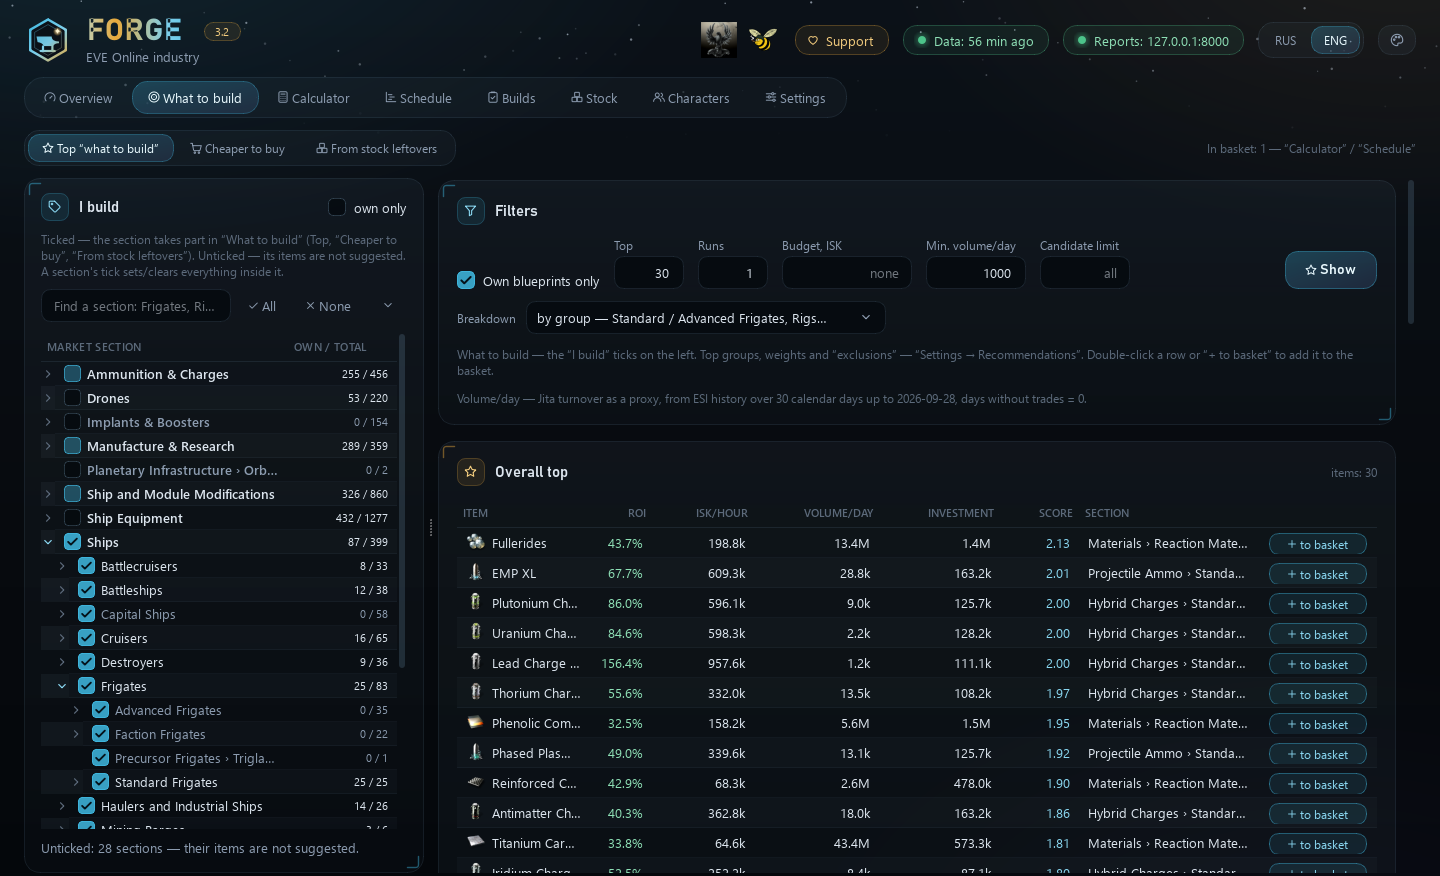 FORGE
3.2
EVE Online industry
Support
Data: 56 min ago
Reports: 127.0.0.1:8000
RUS
ENG
Overview
What to build
Calculator
Schedule
Builds
Stock
Characters
Settings
Top “what to build”
Cheaper to buy
From stock leftovers
In basket: 1 — “Calculator” / “Schedule”
I build
own only
Ticked — the section takes part in “What to build” (Top, “Cheaper to
buy”, “From stock leftovers”). Unticked — its items are not suggested.
A section's tick sets/clears everything inside it.
Find a section: Frigates, Ri...
All
None
MARKET SECTION OWN / TOTAL
Ammunition & Charges 255 / 456
Drones 53 / 220
Implants & Boosters 0 / 154
Manufacture & Research 289 / 359
Planetary Infrastructure › Orb... 0 / 2
Ship and Module Modifications 326 / 860
Ship Equipment 432 / 1277
Ships 87 / 399
Battlecruisers 8 / 33
Battleships 12 / 38
Capital Ships 0 / 58
Cruisers 16 / 65
Destroyers 9 / 36
Frigates 25 / 83
Advanced Frigates 0 / 35
Faction Frigates 0 / 22
Precursor Frigates › Trigla... 0 / 1
Standard Frigates 25 / 25
Haulers and Industrial Ships 14 / 26
Mining Barges 3 / 6
Unticked: 28 sections — their items are not suggested.
Filters
Own blueprints only
Top
30
Runs
1
Budget, ISK
none
Min. volume/day
1000
Candidate limit
all
Show
Breakdown
by group — Standard / Advanced Frigates, Rigs...
What to build — the “I build” ticks on the left. Top groups, weights and “exclusions” — “Settings → Recommendations”. Double-click a row or “+ to basket” to add it to the
basket.
Volume/day — Jita turnover as a proxy, from ESI history over 30 calendar days up to 2026-09-28, days without trades = 0.
Overall top
items: 30
ITEM ROI ISK/HOUR VOLUME/DAY INVESTMENT SCORE SECTION
Fullerides 43.7% 198.8k 13.4M 1.4M 2.13 Materials › Reaction Mate... + to basket
EMP XL 67.7% 609.3k 28.8k 163.2k 2.01 Projectile Ammo › Standa... + to basket
Plutonium Ch... 86.0% 596.1k 9.0k 125.7k 2.00 Hybrid Charges › Standar... + to basket
Uranium Cha... 84.6% 598.3k 2.2k 128.2k 2.00 Hybrid Charges › Standar... + to basket
Lead Charge ... 156.4% 957.6k 1.2k 111.1k 2.00 Hybrid Charges › Standar... + to basket
Thorium Char... 55.6% 332.0k 13.5k 108.2k 1.97 Hybrid Charges › Standar... + to basket
Phenolic Com... 32.5% 158.2k 5.6M 1.5M 1.95 Materials › Reaction Mate... + to basket
Phased Plas... 49.0% 339.6k 13.1k 125.7k 1.92 Projectile Ammo › Standa... + to basket
Reinforced C... 42.9% 68.3k 2.6M 478.0k 1.90 Materials › Reaction Mate... + to basket
Antimatter Ch... 40.3% 362.8k 18.0k 163.2k 1.86 Hybrid Charges › Standar... + to basket
Titanium Car... 33.8% 64.6k 43.4M 573.3k 1.81 Materials › Reaction Mate... + to basket
Iridium Charg... 52.5% 252.2k 8.4k 87.1k 1.80 Hybrid Charges › Standar... + to basket